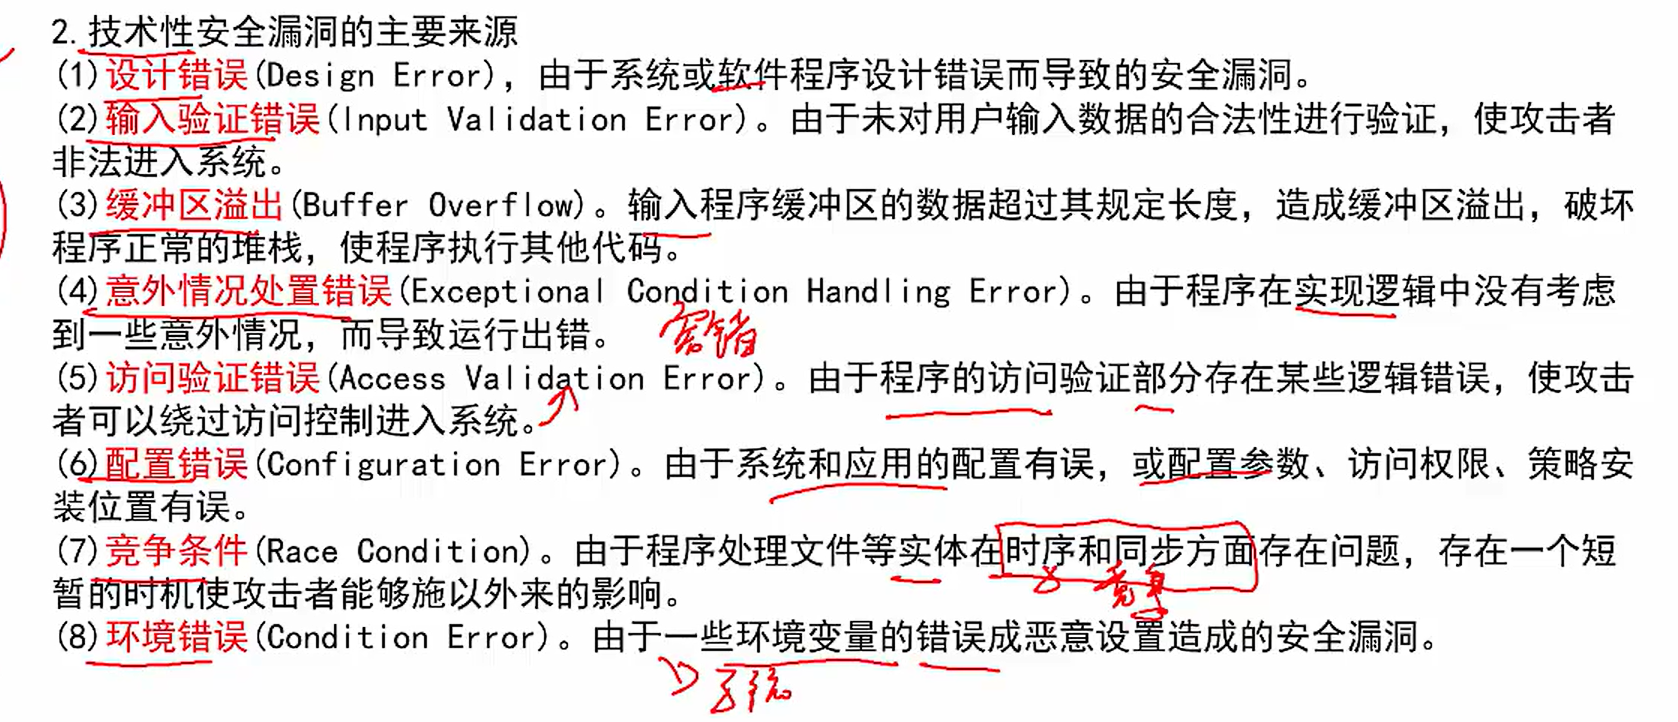 2. 技术性安全漏洞的主要来源
(1)设计错误(Design Error)，由于系统或软件程序设计错误而导致的安全漏洞。
(2)输入验证错误(Input Validation Error)。由于未对用户输入数据的合法性进行验证，使攻击者
非法进入系统。
(3)缓冲区溢出(Buffer Overflow)。输入程序缓冲区的数据超过其规定长度，造成缓冲区溢出，破坏
程序正常的堆栈，使程序执行其他代码。
(4)意外情况处置错误(Exceptional Condition Handling Error)。由于程序在实现逻辑中没有考虑
到一些意外情况，而导致运行出错。
容错
(5)访问验证错误(Access Validation Error)。由于程序的访问验证部分存在某些逻辑错误，使攻击
者可以绕过访问控制进入系统。
(6)配置错误(Configuration Error)。由于系统和应用的配置有误，或配置参数、访问权限、策略安
装位置有误。
(7)竞争条件(Race Condition)。由于程序处理文件等实体在时序和同步方面存在问题，存在一个短
暂的时机使攻击者能够施以外来的影响。
(8)环境错误(Condition Error)。由于一些环境变量的错误成恶意设置造成的安全漏洞。
系统